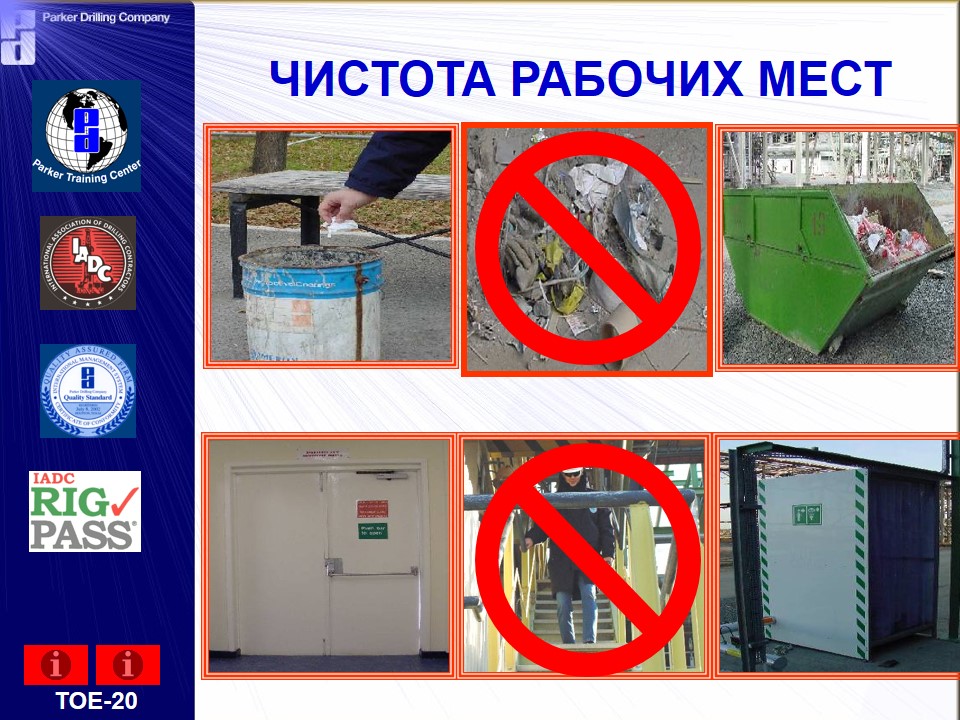 Parker Drilling Company
ЧИСТОТА РАБОЧИХ МЕСТ
Parker Training Center
INTERNATIONAL ASSOCIATION OF DRILLING CONTRACTORS
IADC
QUALITY ASSURED FIRM
INTERNATIONAL MANAGEMENT SYSTEM
Parker Drilling Company
Quality Standard
CERTIFICATE OF CONFORMITY
IADC
RIG
PASS®
TOE-20